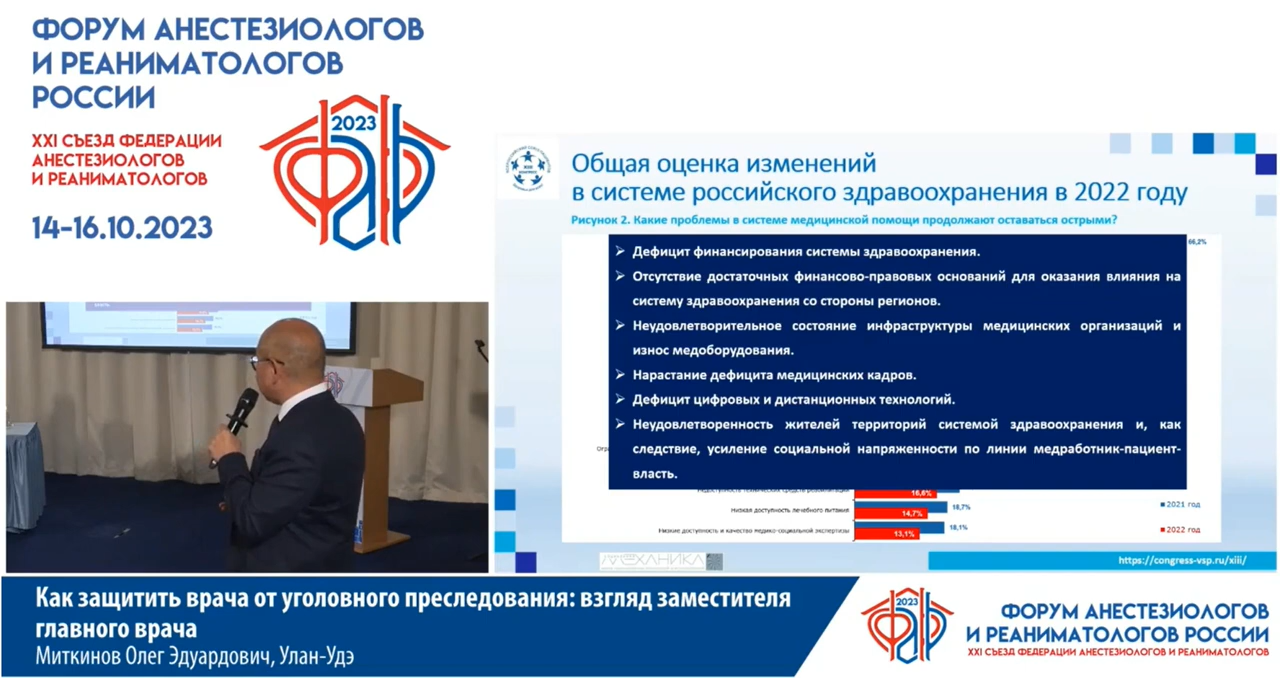 ФОРУМ АНЕСТЕЗИОЛОГОВ
И РЕАНИМАТОЛОГОВ
РОССИИ
XXI СЪЕЗД ФЕДЕРАЦИИ
АНЕСТЕЗИОЛОГОВ
И РЕАНИМАТОЛОГОВ
14-16.10.2023
2023
ФАР
Общая оценка изменений
в системе российского здравоохранения в 2022 году
Рисунок 2. Какие проблемы в системе медицинской помощи продолжают оставаться острыми?
66,2%
➢ Дефицит финансирования системы здравоохранения.
➢ Отсутствие достаточных финансово-правовых оснований для оказания влияния на
систему здравоохранения со стороны регионов.
➢ Неудовлетворительное состояние инфраструктуры медицинских организаций и
износ медоборудования.
➢ Нарастание дефицита медицинских кадров.
➢ Дефицит цифровых и дистанционных технологий.
➢ Неудовлетворенность жителей территорий системой здравоохранения и, как
следствие, усиление социальной напряженности по линии медработник-пациент-
власть.
16,6%
Низкая доступность лечебного питания
18,7%
14,7%
Низкие доступность и качество медико-социальной экспертизы
18,1%
13,1%
2021 год
2022 год
МЕХАНИКА
https://congress-vsp.ru/xiii/
Как защитить врача от уголовного преследования: взгляд заместителя
главного врача
Миткинов Олег Эдуардович, Улан-Удэ
2023
ФАР
ФОРУМ АНЕСТЕЗИОЛОГОВ
И РЕАНИМАТОЛОГОВ РОССИИ
XXI СЪЕЗД ФЕДЕРАЦИИ АНЕСТЕЗИОЛОГОВ И РЕАНИМАТОЛОГОВ